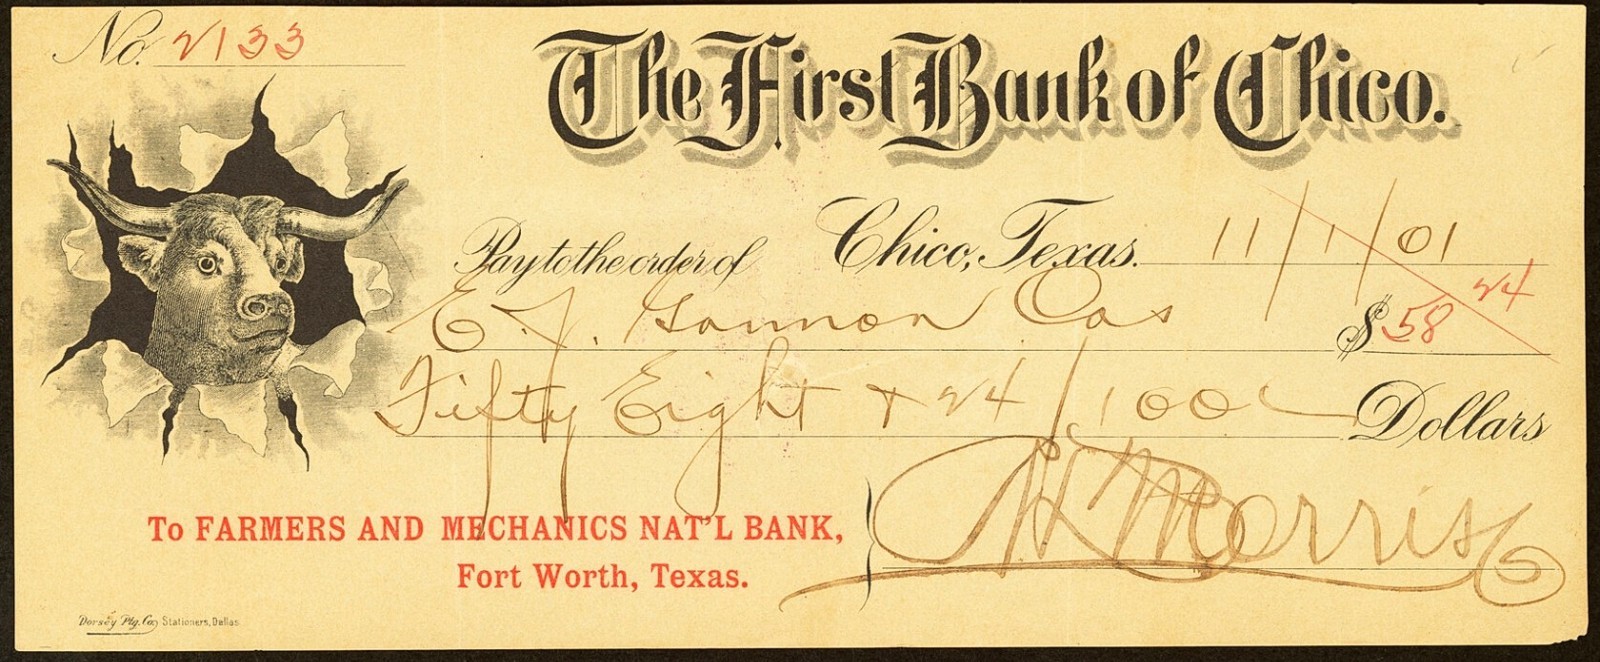 No. 2133
The First Bank of Chico.
Chico, Texas. 11/1/01
Pay to the order of
E. J. Gannon Cas $58 24
Fifty Eight + 24/100 Dollars
To FARMERS AND MECHANICS NAT'L BANK,
Fort Worth, Texas.
Morris
Dorsey Ptg. Co, Stationers, Dallas.